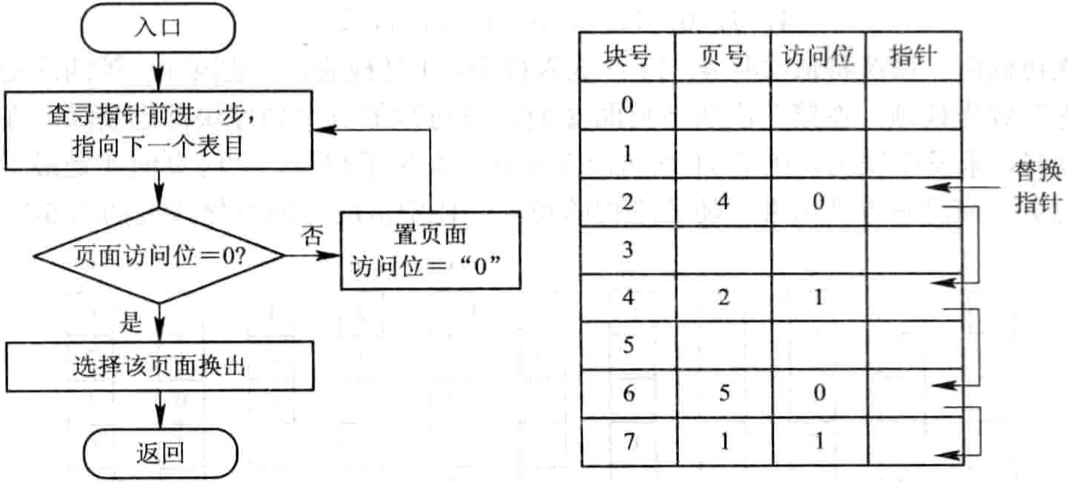 入口
查寻指针前进一步，
指向下一个表目
页面访问位＝0?
否
置页面
访问位＝“0”
是
选择该页面换出
返回
块号 页号 访问位 指针
0
1
2 4 0
3
4 2 1
5
6 5 0
7 1 1
替换
指针